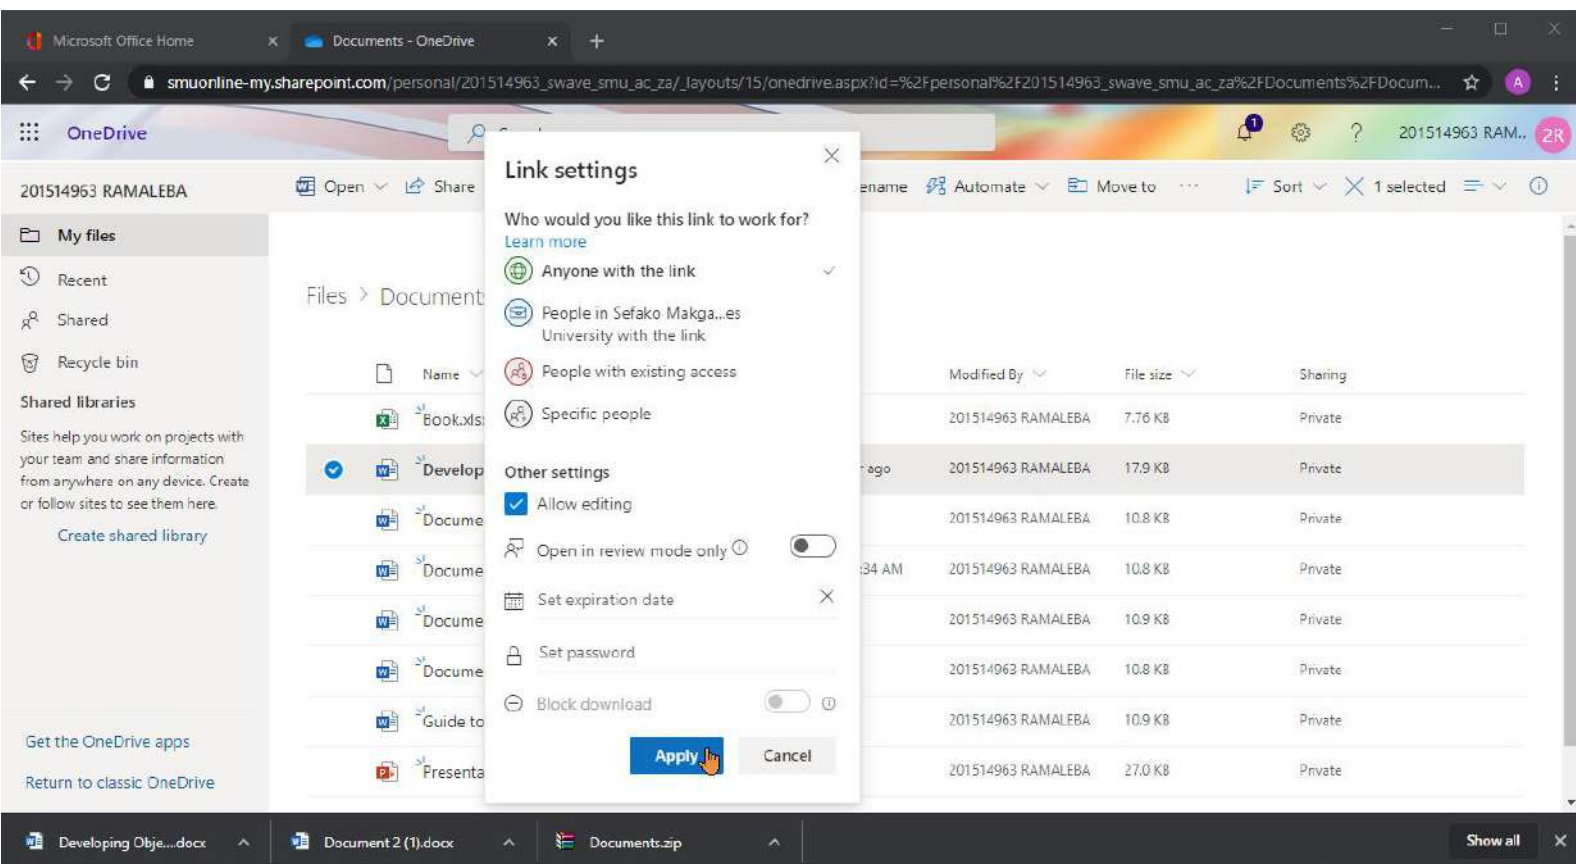 Microsoft Office Home
Documents - OneDrive
smuonline-my.sharepoint.com/personal/201514963_swave_smu_ac_za/_layouts/15/onedrive.aspx?id=%2Fpersonal%2F201514963_swave_smu_ac_za%2FDocuments%2FDocum...
A
OneDrive
1
?
201514963 RAM..
2R
201514963 RAMALEBA
Open
Share
ename
Automate
Move to
...
Sort
1 selected
My files
Recent
Shared
Recycle bin
Shared libraries
Sites help you work on projects with
your team and share information
from anywhere on any device. Create
or follow sites to see them here.
Create shared library
Get the OneDrive apps
Return to classic OneDrive
Files > Document
Name
Modified By
File size
Sharing
Book.xls
201514963 RAMALEBA
7.76 KB
Private
Develop
ago
201514963 RAMALEBA
17.9 KB
Private
Docume
201514963 RAMALEBA
10.8 KB
Private
Docume
:34 AM
201514963 RAMALEBA
10.8 KB
Private
Docume
201514963 RAMALEBA
10.9 KB
Private
Docume
201514963 RAMALEBA
10.8 KB
Private
Guide to
201514963 RAMALEBA
10.9 KB
Private
Presenta
201514963 RAMALEBA
27.0 KB
Private
Link settings
Who would you like this link to work for?
Learn more
Anyone with the link
People in Sefako Makga...es
University with the link
People with existing access
Specific people
Other settings
Allow editing
Open in review mode only
Set expiration date
Set password
Block download
Apply
Cancel
Developing Obje....docx
Document 2 (1).docx
Documents.zip
Show all